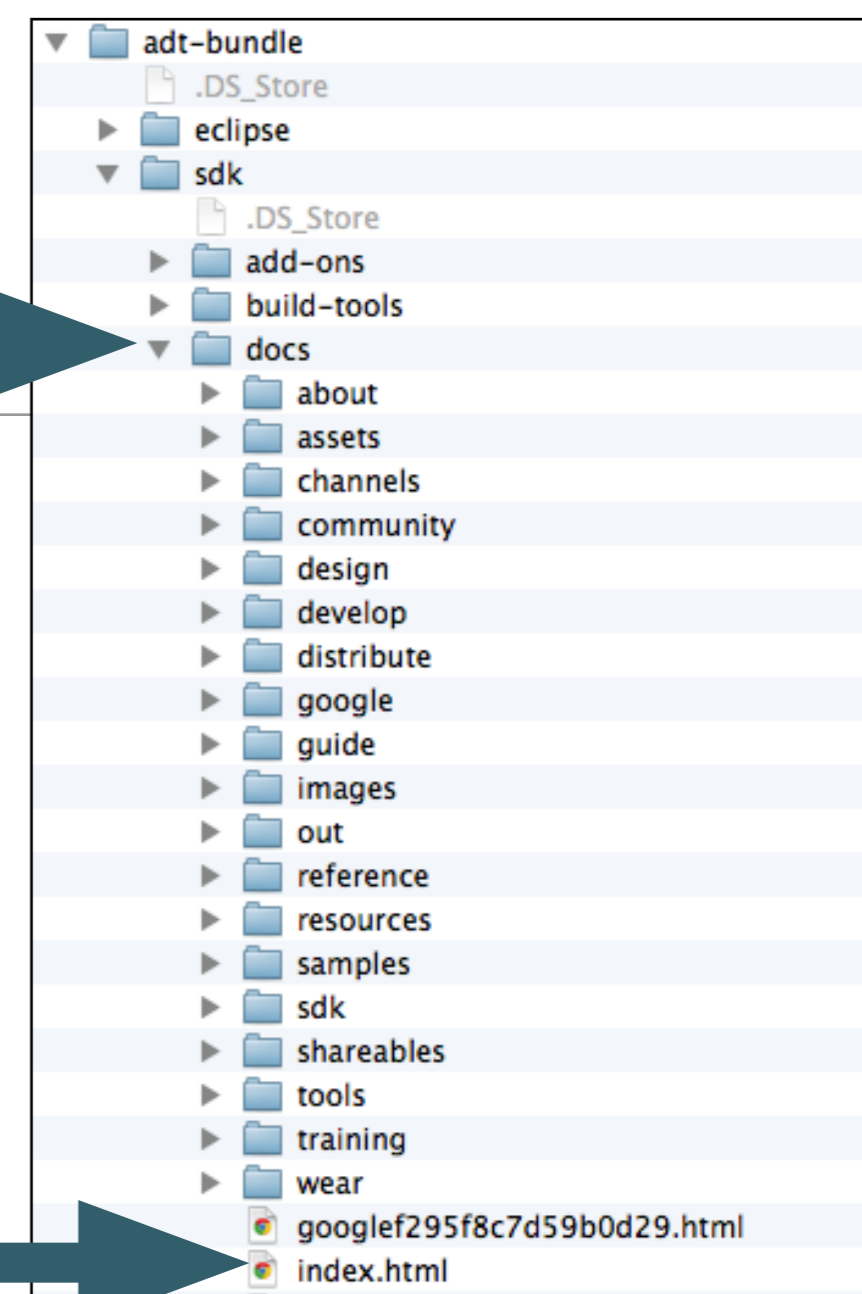 adt-bundle
.DS_Store
eclipse
sdk
.DS_Store
add-ons
build-tools
docs
about
assets
channels
community
design
develop
distribute
google
guide
images
out
reference
resources
samples
sdk
shareables
tools
training
wear
googlef295f8c7d59b0d29.html
index.html